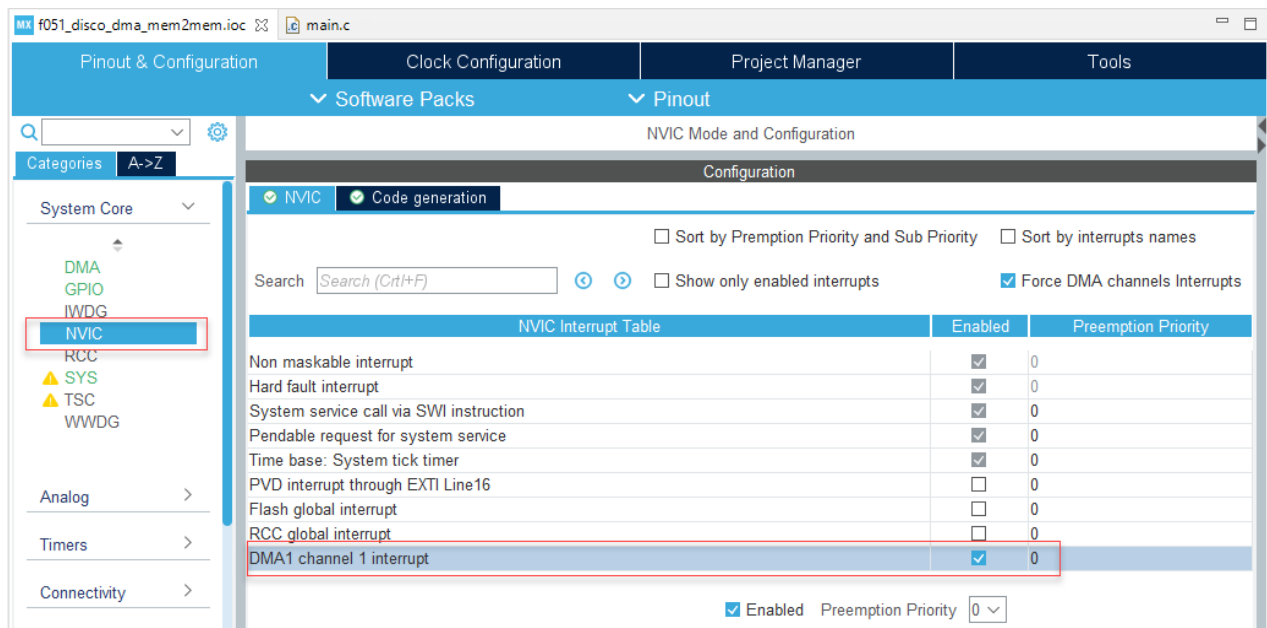 MX f051_disco_dma_mem2mem.ioc main.c
Pinout & Configuration Clock Configuration Project Manager Tools
Software Packs Pinout
NVIC Mode and Configuration
Categories A->Z
Configuration
NVIC Code generation
System Core
Sort by Premption Priority and Sub Priority Sort by interrupts names
DMA
Search Search (Crtl+F) Show only enabled interrupts Force DMA channels Interrupts
GPIO
IWDG
NVIC
RCC
SYS
TSC
WWDG
Analog
Timers
Connectivity
NVIC Interrupt Table Enabled Preemption Priority
Non maskable interrupt 0
Hard fault interrupt 0
System service call via SWI instruction 0
Pendable request for system service 0
Time base: System tick timer 0
PVD interrupt through EXTI Line16 0
Flash global interrupt 0
RCC global interrupt 0
DMA1 channel 1 interrupt 0
Enabled Preemption Priority 0